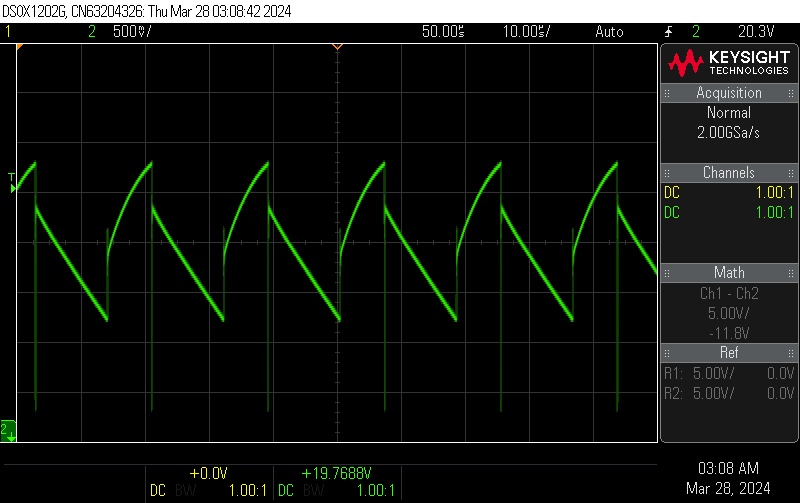 DSOX1202G, CN63204326: Thu Mar 28 03:08:42 2024
1 2 500mV/ 50.00us 10.00us/ Auto 2 20.3V
KEYSIGHT
TECHNOLOGIES
Acquisition
Normal
2.00GSa/s
Channels
DC 1.00:1
DC 1.00:1
Math
Ch1 - Ch2
5.00V/
-11.8V
Ref
R1: 5.00V/ 0.0V
R2: 5.00V/ 0.0V
T
2
+0.0V +19.7688V
DC BW 1.00:1 DC BW 1.00:1
03:08 AM
Mar 28, 2024